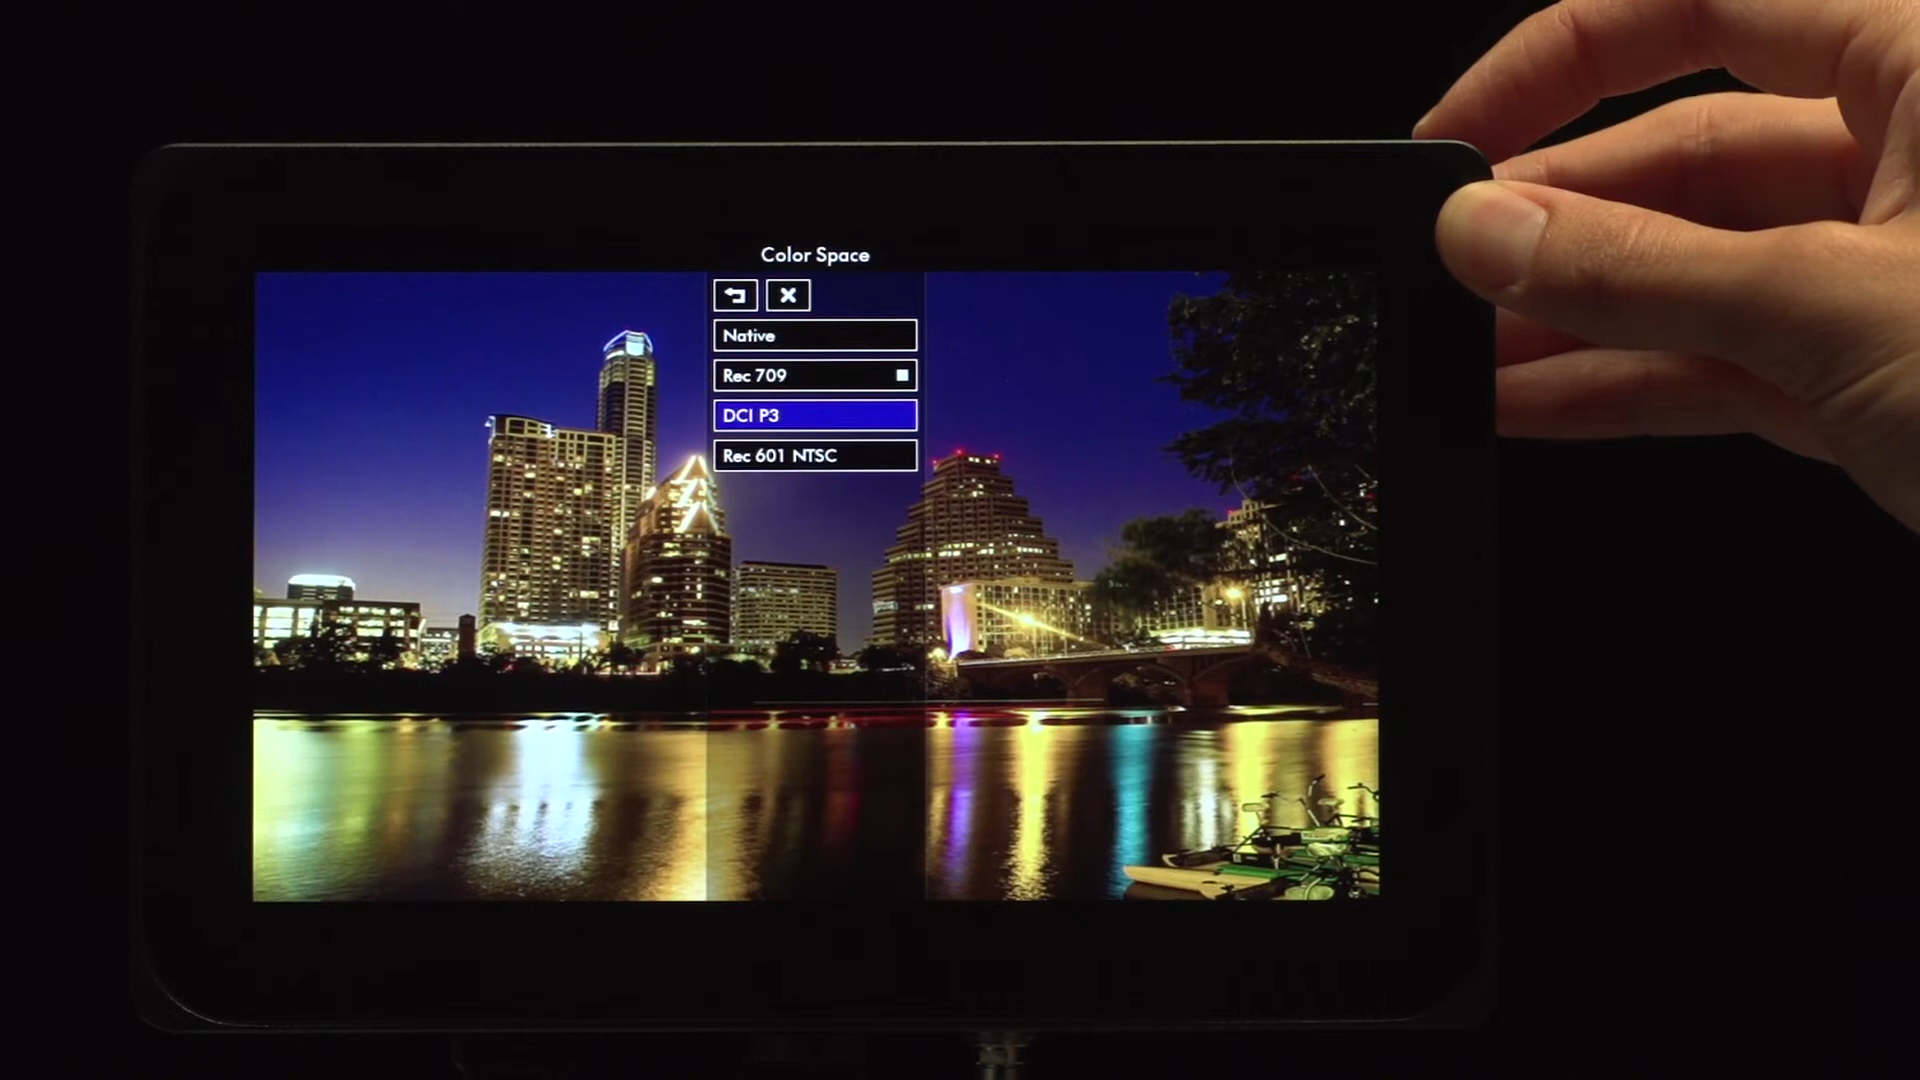 Color Space
Native
Rec 709
DCI P3
Rec 601 NTSC